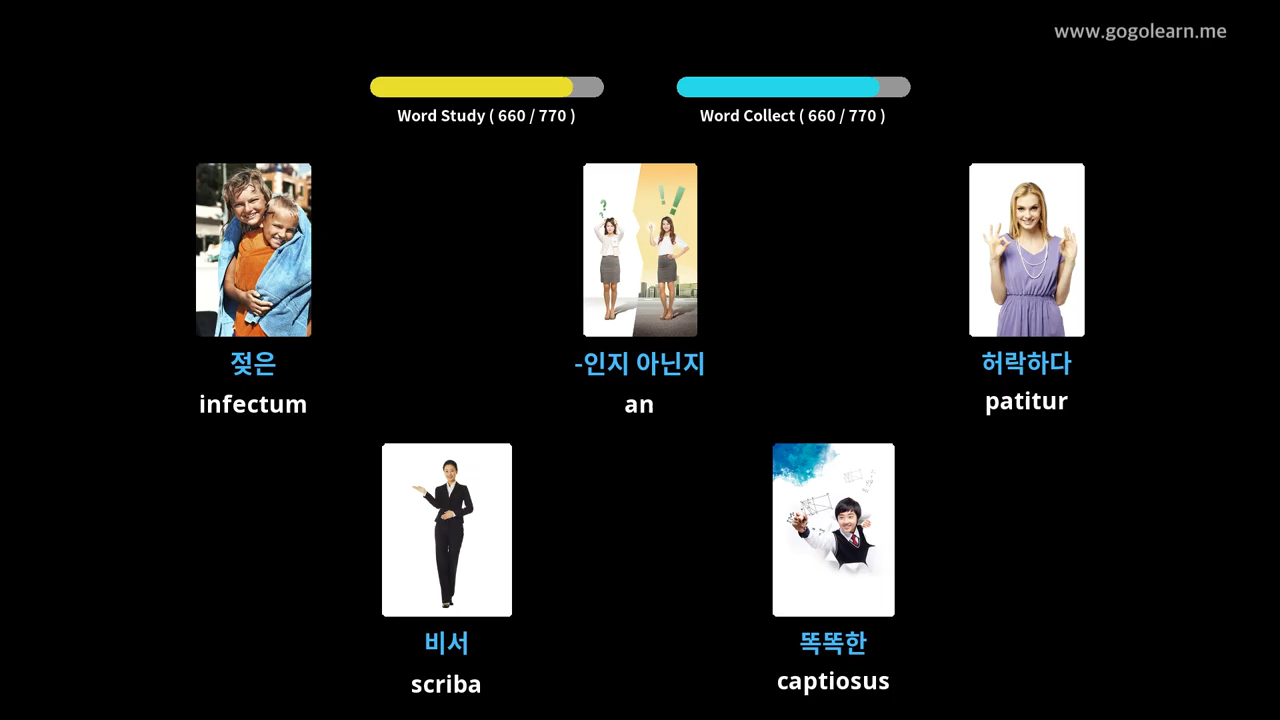 www.gogolearn.me
Word Study ( 660 / 770 )
Word Collect ( 660 / 770 )
젖은
infectum
-인지 아닌지
an
허락하다
patitur
비서
scriba
똑똑한
captiosus